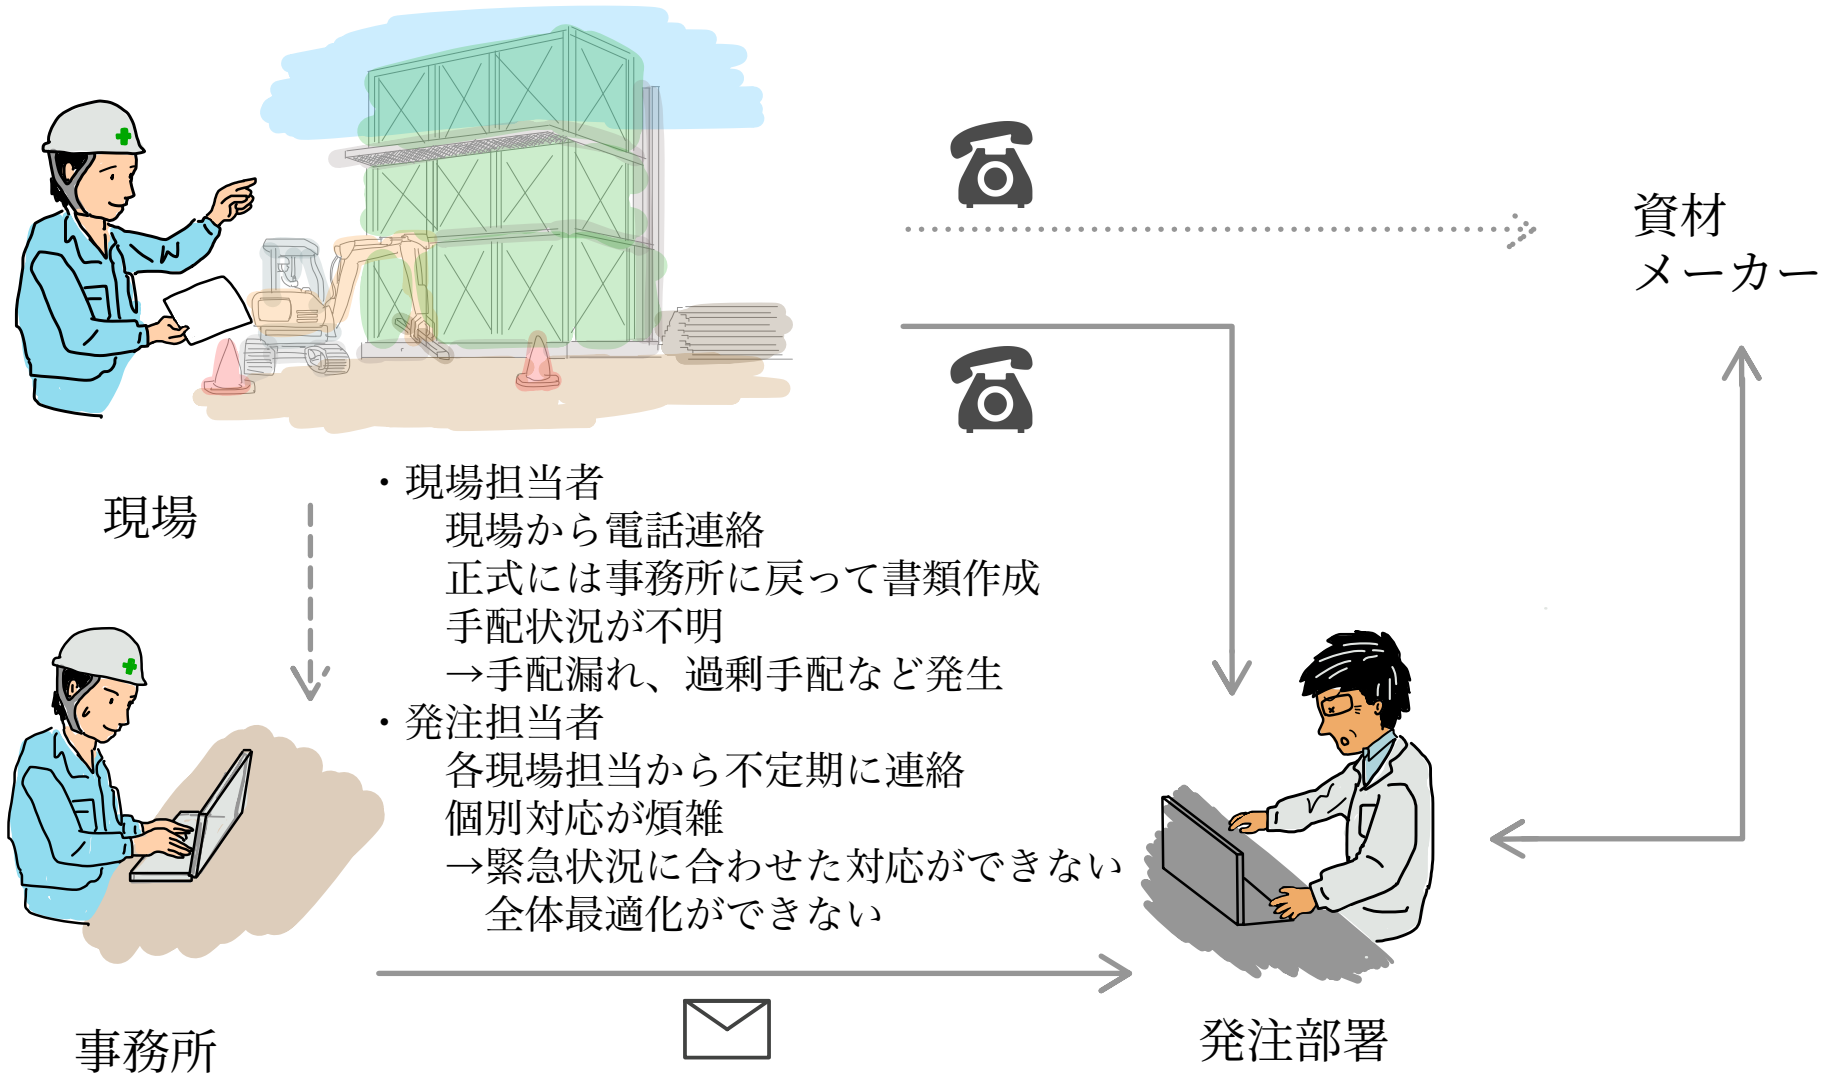 資材
メーカー
現場
・現場担当者
現場から電話連絡
正式には事務所に戻って書類作成
手配状況が不明
→手配漏れ、過剰手配など発生
・発注担当者
各現場担当から不定期に連絡
個別対応が煩雑
→緊急状況に合わせた対応ができない
全体最適化ができない
事務所
発注部署